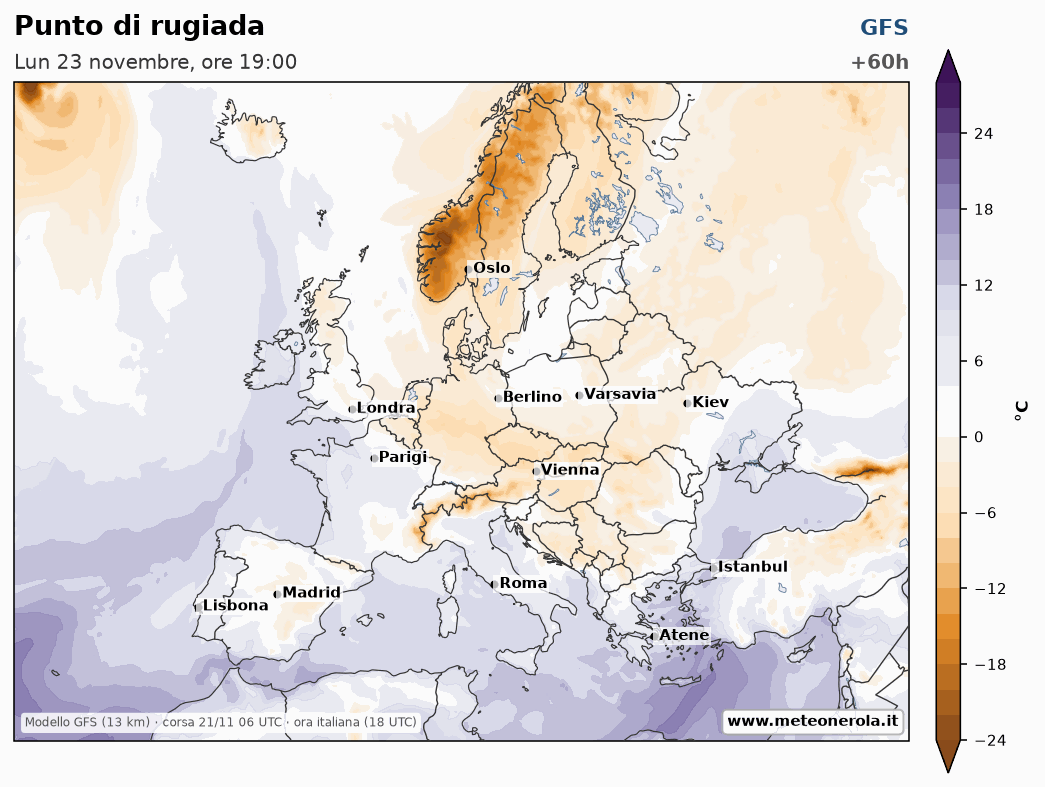 Punto di rugiada
GFS
Lun 23 novembre, ore 19:00
+60h
Oslo
Londra
Berlino
Varsavia
Kiev
Parigi
Vienna
Madrid
Lisbona
Roma
Istanbul
Atene
24
18
12
6
0
−6
−12
−18
−24
°C
Modello GFS (13 km) · corsa 21/11 06 UTC · ora italiana (18 UTC)
www.meteonerola.it